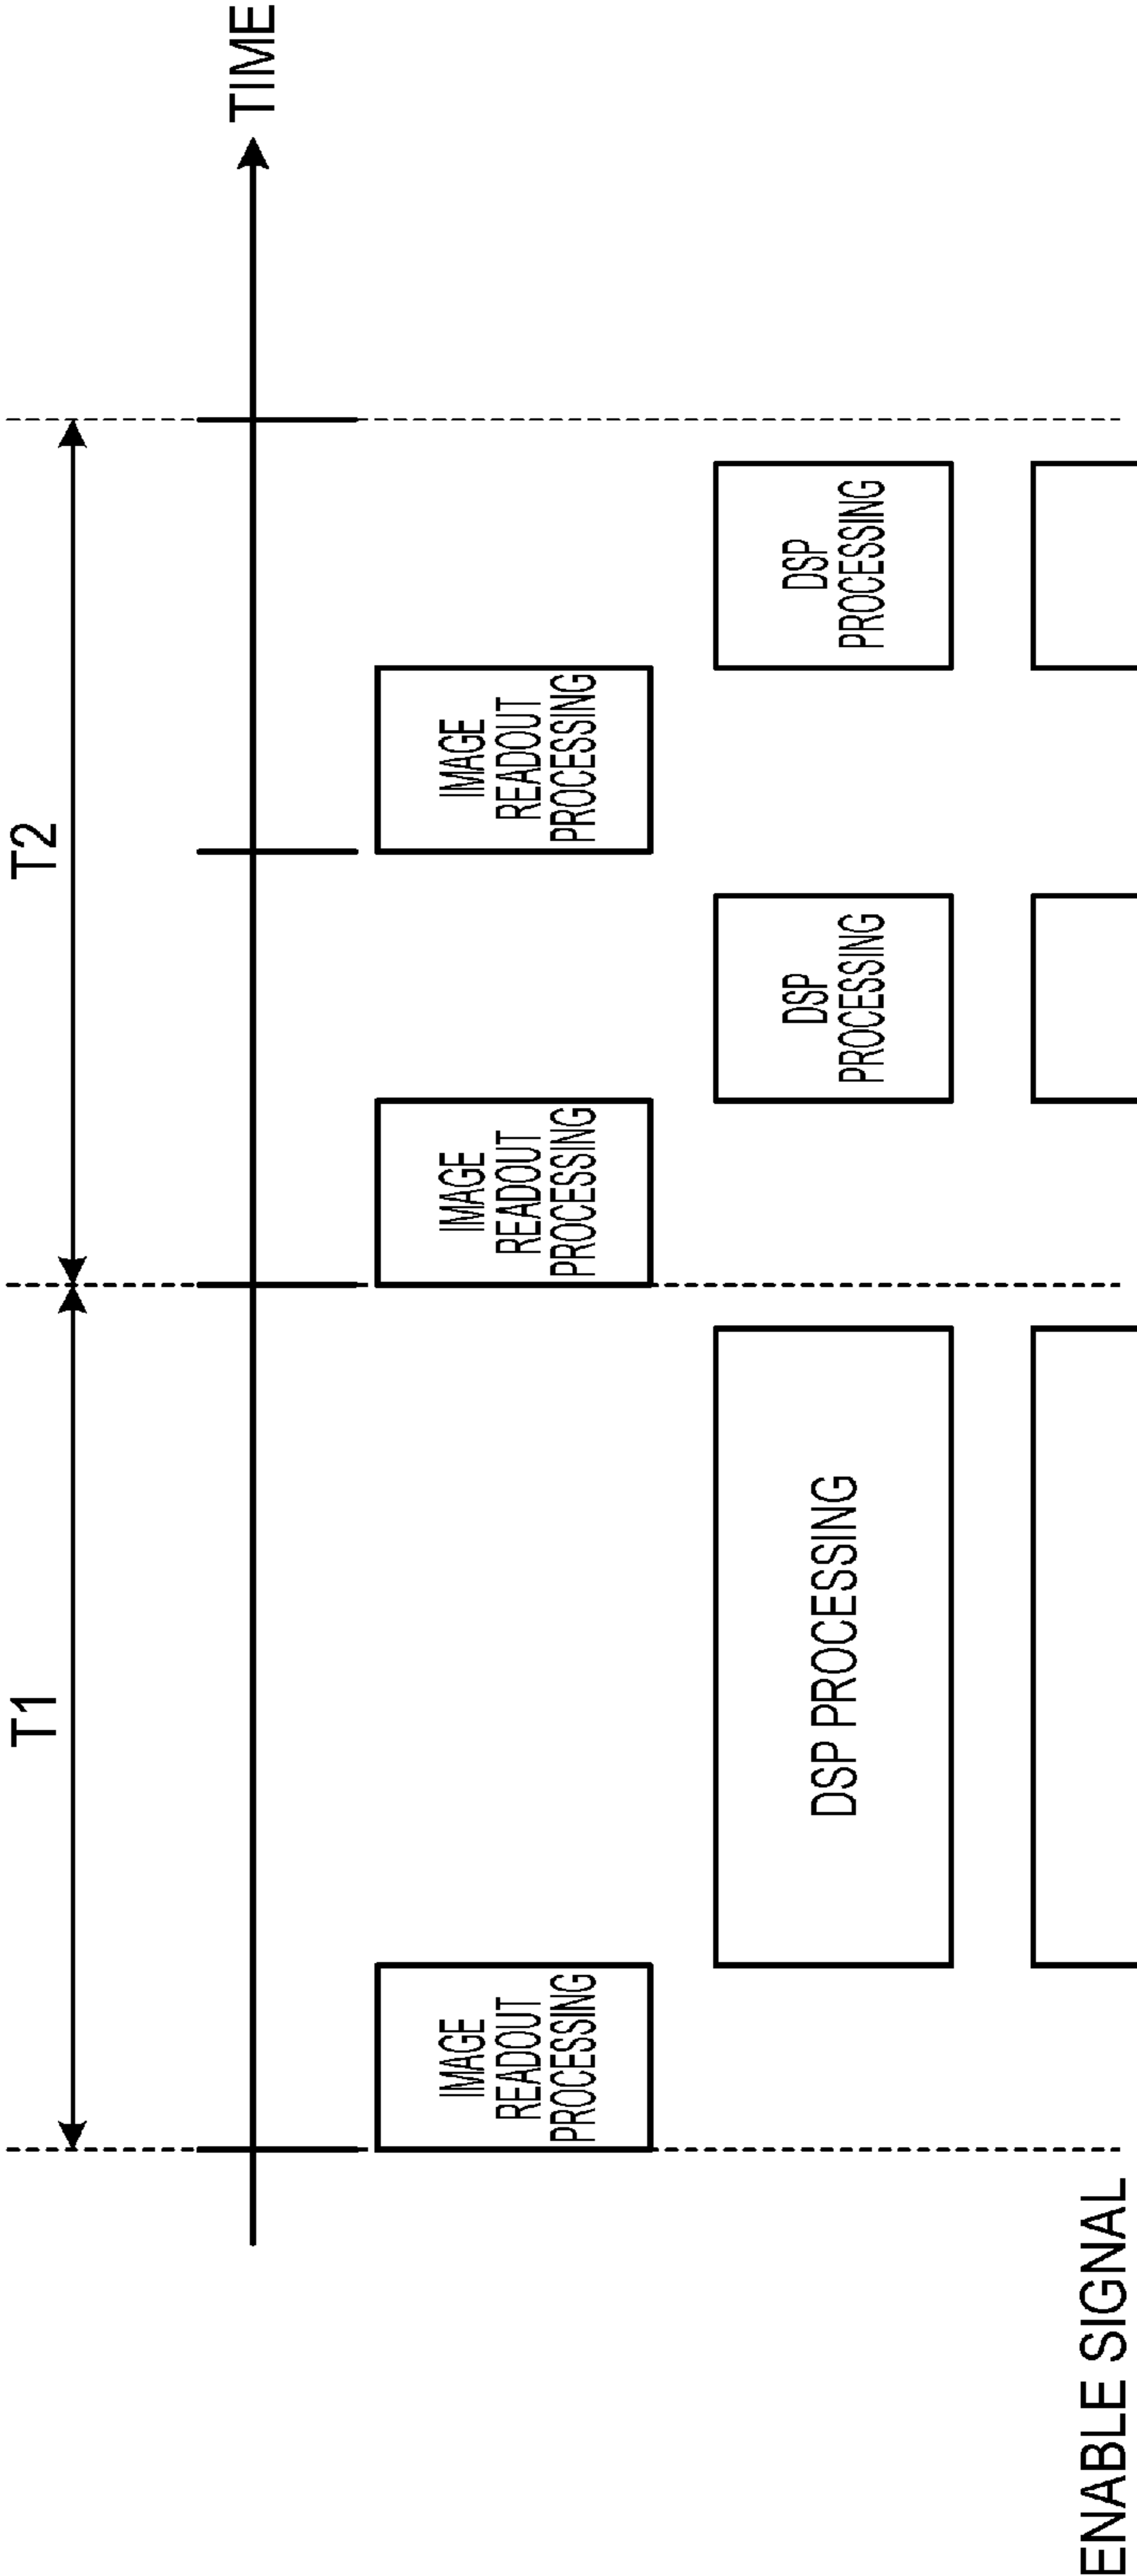 T1
T2
TIME
IMAGE
READOUT
PROCESSING
IMAGE
READOUT
PROCESSING
IMAGE
READOUT
PROCESSING
DSP PROCESSING
DSP
PROCESSING
DSP
PROCESSING
ENABLE SIGNAL